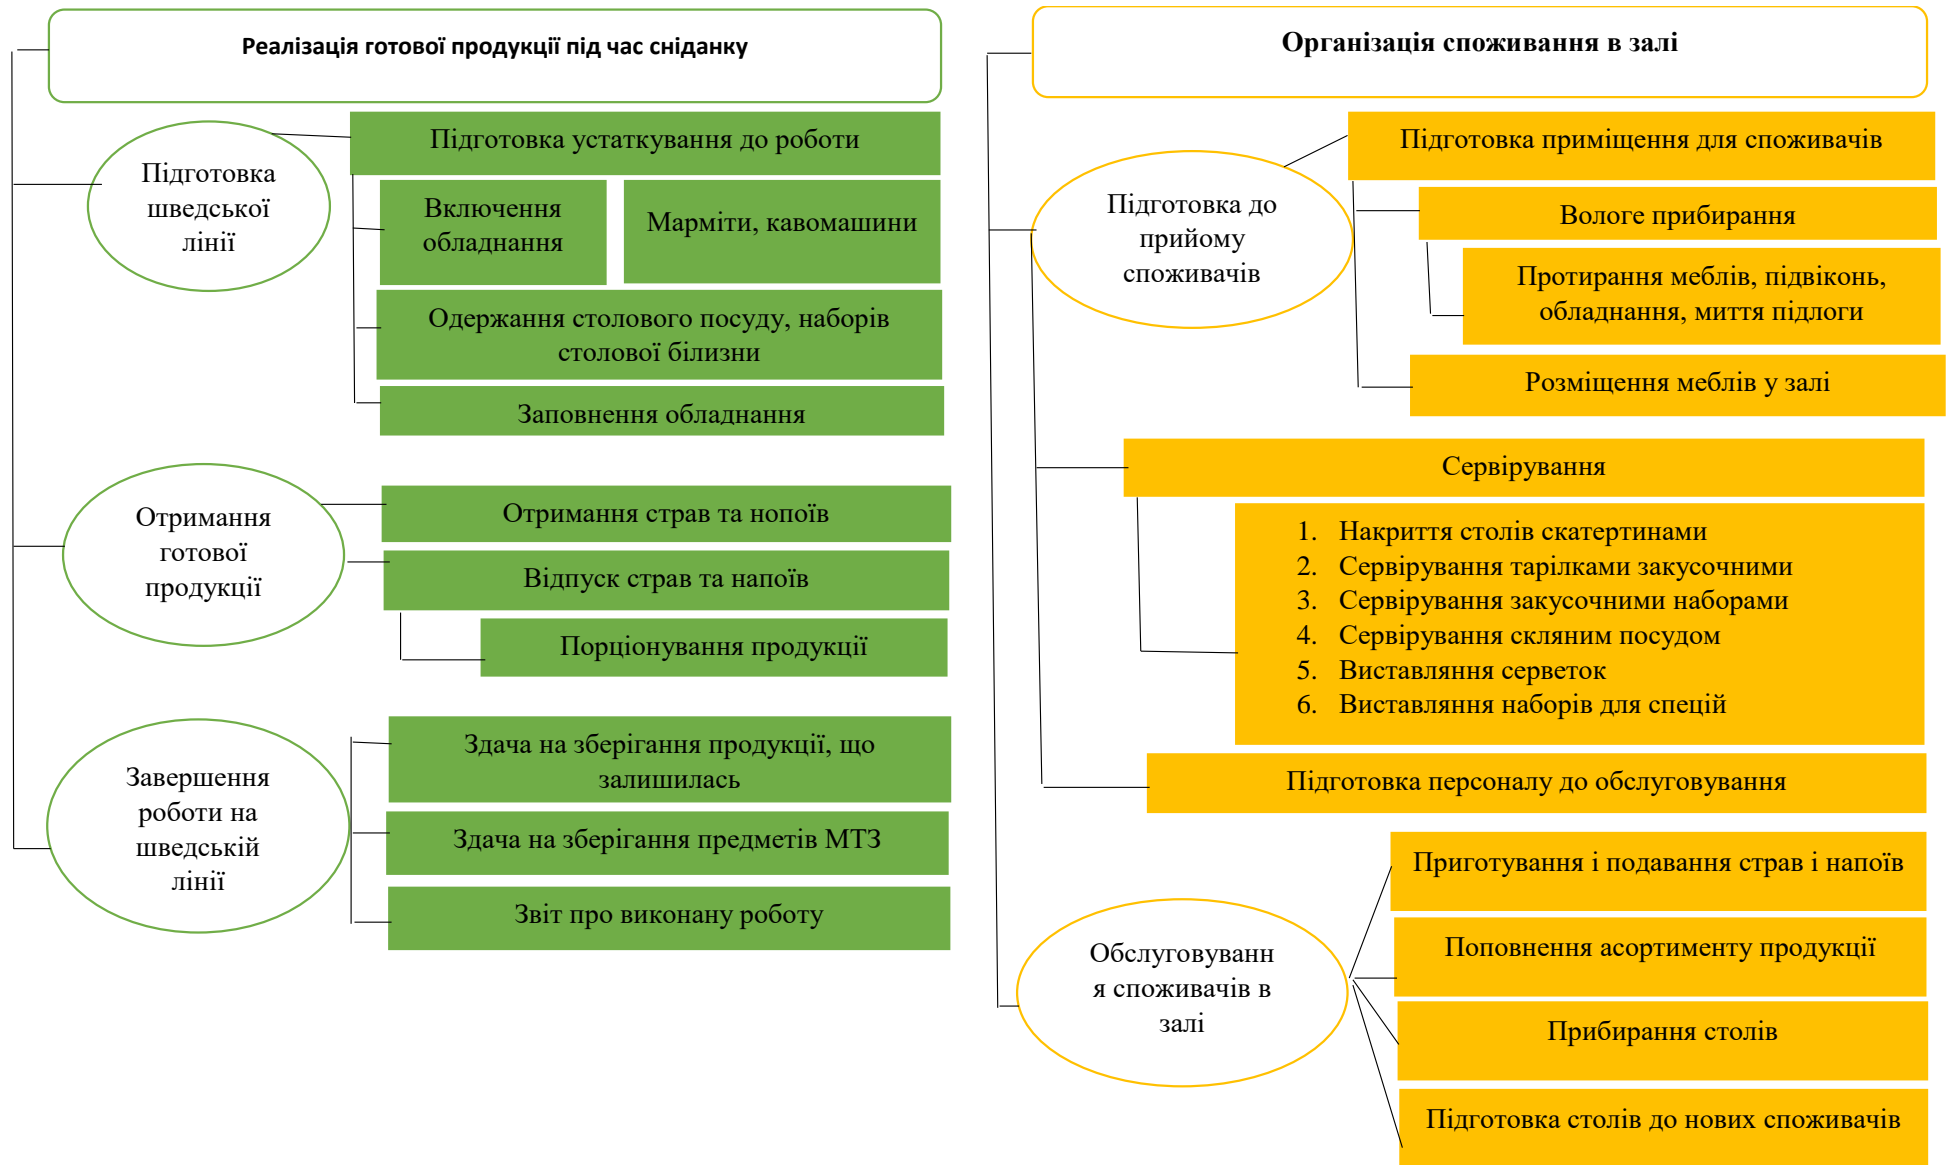 Реалізація готової продукції під час сніданку
Підготовка
шведської
лінії
Підготовка устаткування до роботи
Включення
обладнання
Марміти, кавомашини
Одержання столового посуду, наборів
столової білизни
Заповнення обладнання
Отримання
готової
продукції
Отримання страв та нопоїв
Відпуск страв та напоїв
Порціонування продукції
Завершення
роботи на
шведській
лінії
Здача на зберігання продукції, що
залишилась
Здача на зберігання предметів МТЗ
Звіт про виконану роботу
Організація споживання в залі
Підготовка до
прийому
споживачів
Підготовка приміщення для споживачів
Вологе прибирання
Протирання меблів, підвіконь,
обладнання, миття підлоги
Розміщення меблів у залі
Сервірування
1. Накриття столів скатертинами
2. Сервірування тарілками закусочними
3. Сервірування закусочними наборами
4. Сервірування скляним посудом
5. Виставляння серветок
6. Виставляння наборів для спецій
Підготовка персоналу до обслуговування
Обслуговуванн
я споживачів в
залі
Приготування і подавання страв і напоїв
Поповнення асортименту продукції
Прибирання столів
Підготовка столів до нових споживачів